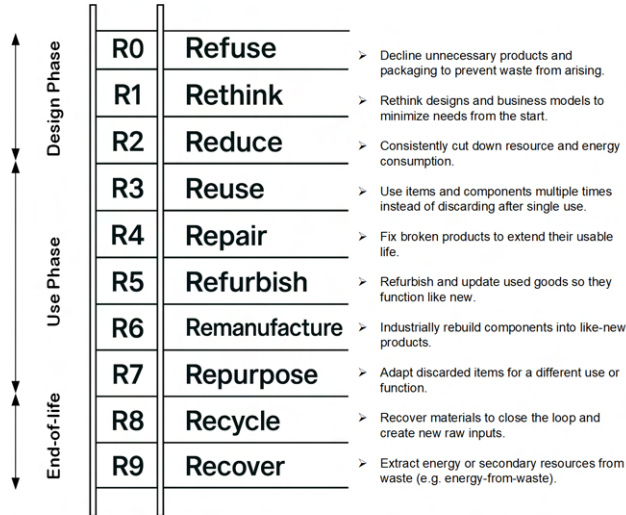 Design Phase
Use Phase
End-of-life
R0 Refuse
Decline unnecessary products and
packaging to prevent waste from arising.
R1 Rethink
Rethink designs and business models to
minimize needs from the start.
R2 Reduce
Consistently cut down resource and energy
consumption.
R3 Reuse
Use items and components multiple times
instead of discarding after single use.
R4 Repair
Fix broken products to extend their usable
life.
R5 Refurbish
Refurbish and update used goods so they
function like new.
R6 Remanufacture
Industrially rebuild components into like-new
products.
R7 Repurpose
Adapt discarded items for a different use or
function.
R8 Recycle
Recover materials to close the loop and
create new raw inputs.
R9 Recover
Extract energy or secondary resources from
waste (e.g. energy-from-waste).